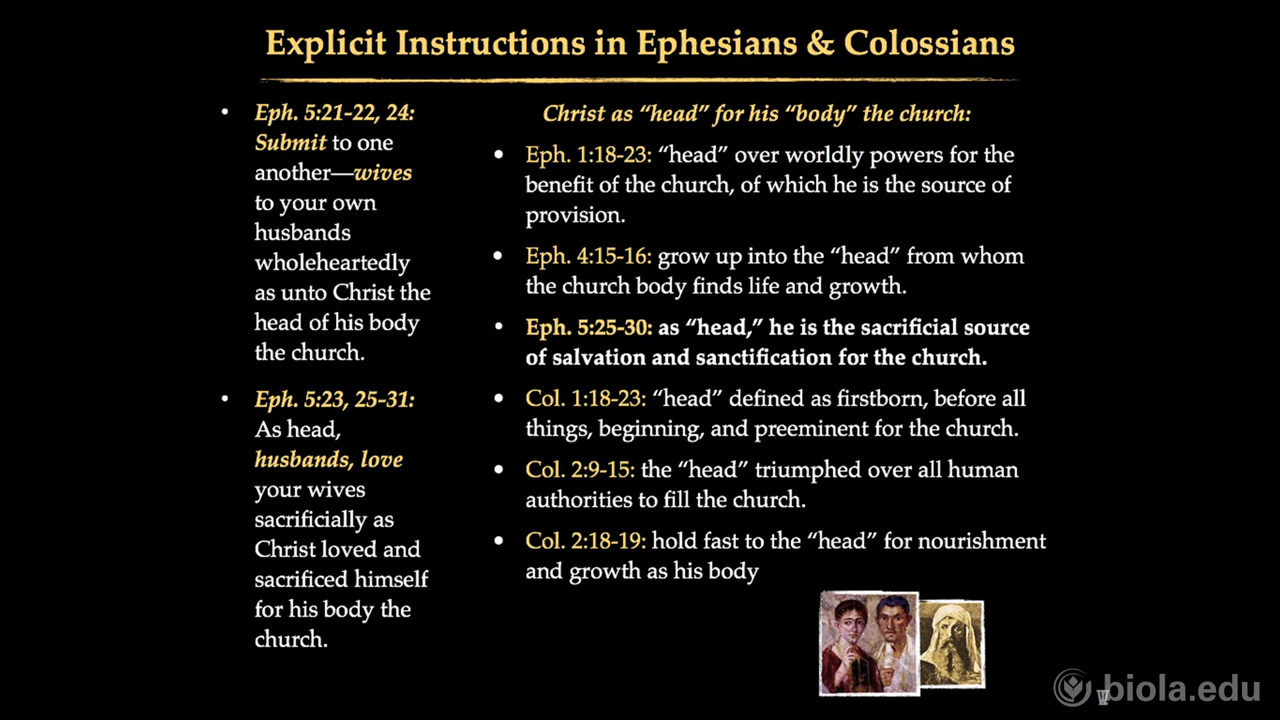 Explicit Instructions in Ephesians & Colossians
• Eph. 5:21-22, 24:
Submit to one
another—wives
to your own
husbands
wholeheartedly
as unto Christ the
head of his body
the church.
• Eph. 5:23, 25-31:
As head,
husbands, love
your wives
sacrificially as
Christ loved and
sacrificed himself
for his body the
church.
Christ as “head” for his “body” the church:
• Eph. 1:18-23: “head” over worldly powers for the
benefit of the church, of which he is the source of
provision.
• Eph. 4:15-16: grow up into the “head” from whom
the church body finds life and growth.
• Eph. 5:25-30: as “head,” he is the sacrificial source
of salvation and sanctification for the church.
• Col. 1:18-23: “head” defined as firstborn, before all
things, beginning, and preeminent for the church.
• Col. 2:9-15: the “head” triumphed over all human
authorities to fill the church.
• Col. 2:18-19: hold fast to the “head” for nourishment
and growth as his body
biola.edu